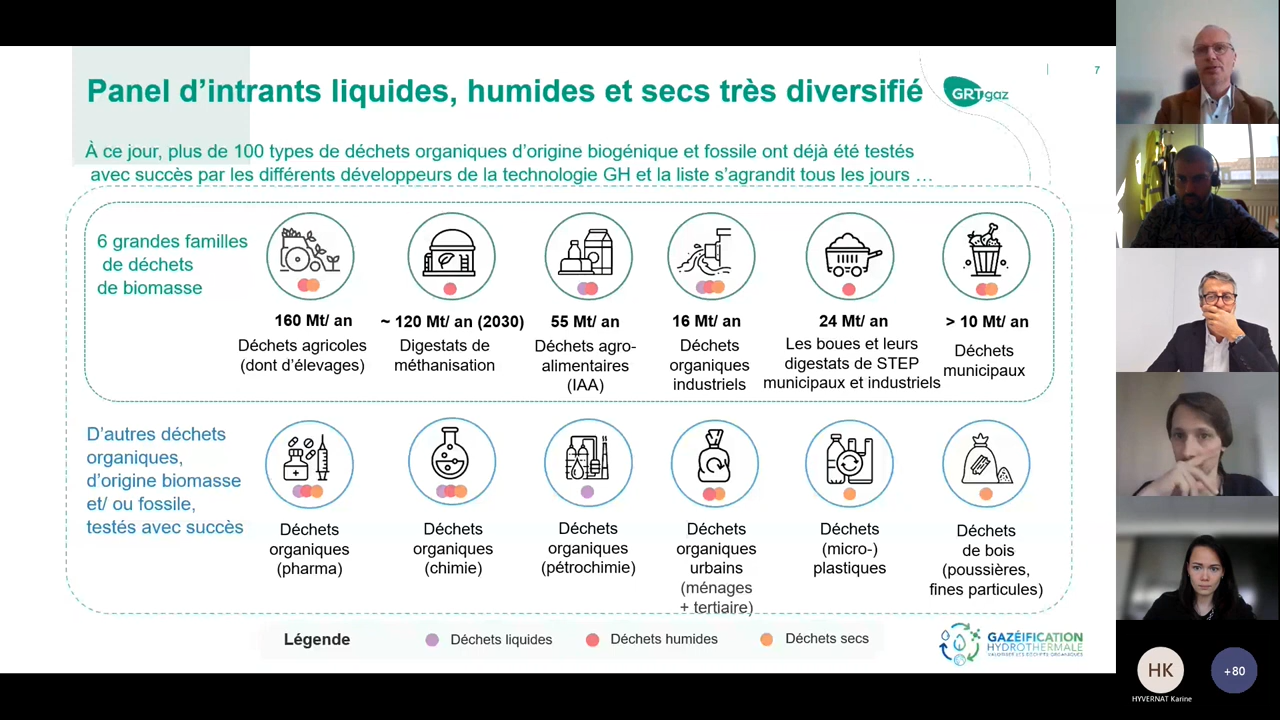 Panel d'intrants liquides, humides et secs très diversifié
GRTgaz
7
À ce jour, plus de 100 types de déchets organiques d'origine biogénique et fossile ont déjà été testés
avec succès par les différents développeurs de la technologie GH et la liste s'agrandit tous les jours …
6 grandes familles
de déchets
de biomasse
160 Mt/ an
Déchets agricoles
(dont d'élevages)
~ 120 Mt/ an (2030)
Digestats de
méthanisation
55 Mt/ an
Déchets agro-
alimentaires
(IAA)
16 Mt/ an
Déchets
organiques
industriels
24 Mt/ an
Les boues et leurs
digestats de STEP
municipaux et industriels
> 10 Mt/ an
Déchets
municipaux
D'autres déchets
organiques,
d'origine biomasse
et/ ou fossile,
testés avec succès
Déchets
organiques
(pharma)
Déchets
organiques
(chimie)
Déchets
organiques
(pétrochimie)
Déchets
organiques
urbains
(ménages
+ tertiaire)
Déchets
(micro-)
plastiques
Déchets
de bois
(poussières,
fines particules)
Légende
Déchets liquides
Déchets humides
Déchets secs
GAZÉIFICATION
HYDROTHERMALE
VALORISER LES DÉCHETS ORGANIQUES
HK
HYVERNAT Karine
+80